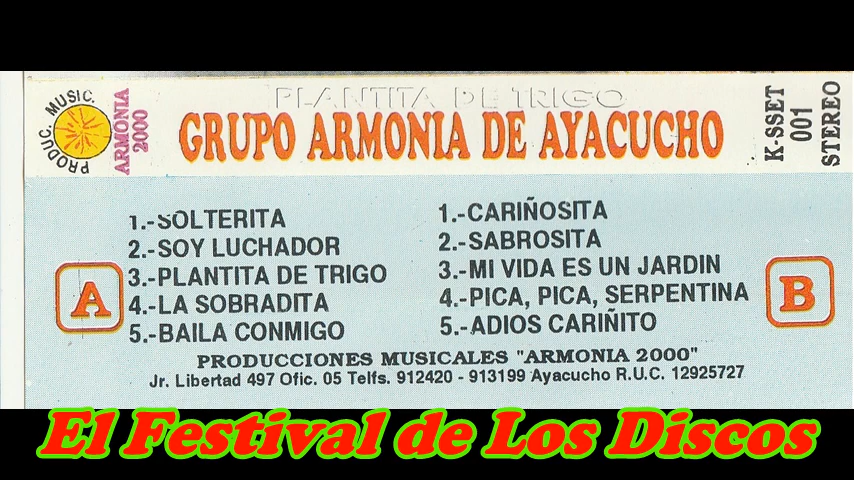 PRODUC. MUSIC.
ARMONIA
2000
PLANTITA DE TRIGO
GRUPO ARMONIA DE AYACUCHO
K-SSET
001
STEREO
A
1.-SOLTERITA
2.-SOY LUCHADOR
3.-PLANTITA DE TRIGO
4.-LA SOBRADITA
5.-BAILA CONMIGO
1.-CARIÑOSITA
2.-SABROSITA
3.-MI VIDA ES UN JARDIN
4.-PICA, PICA, SERPENTINA
5.-ADIOS CARIÑITO
B
PRODUCCIONES MUSICALES "ARMONIA 2000"
Jr. Libertad 497 Ofic. 05 Telfs. 912420 - 913199 Ayacucho R.U.C. 12925727
El Festival de Los Discos